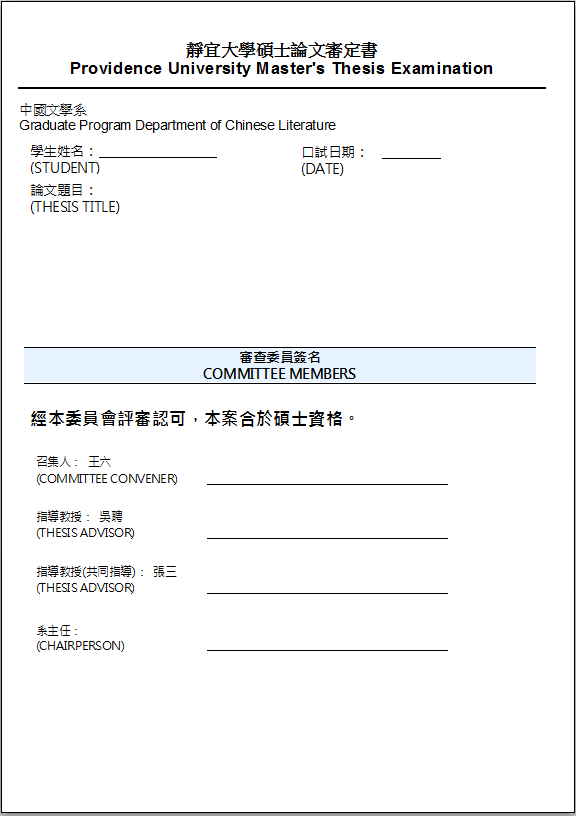 靜宜大學碩士論文審定書
Providence University Master's Thesis Examination
中國文學系
Graduate Program Department of Chinese Literature
學生姓名： 口試日期：
(STUDENT) (DATE)
論文題目：
(THESIS TITLE)
審查委員簽名
COMMITTEE MEMBERS
經本委員會評審認可，本案合於碩士資格。
召集人： 王六
(COMMITTEE CONVENER)
指導教授： 吳聘
(THESIS ADVISOR)
指導教授(共同指導)： 張三
(THESIS ADVISOR)
系主任：
(CHAIRPERSON)